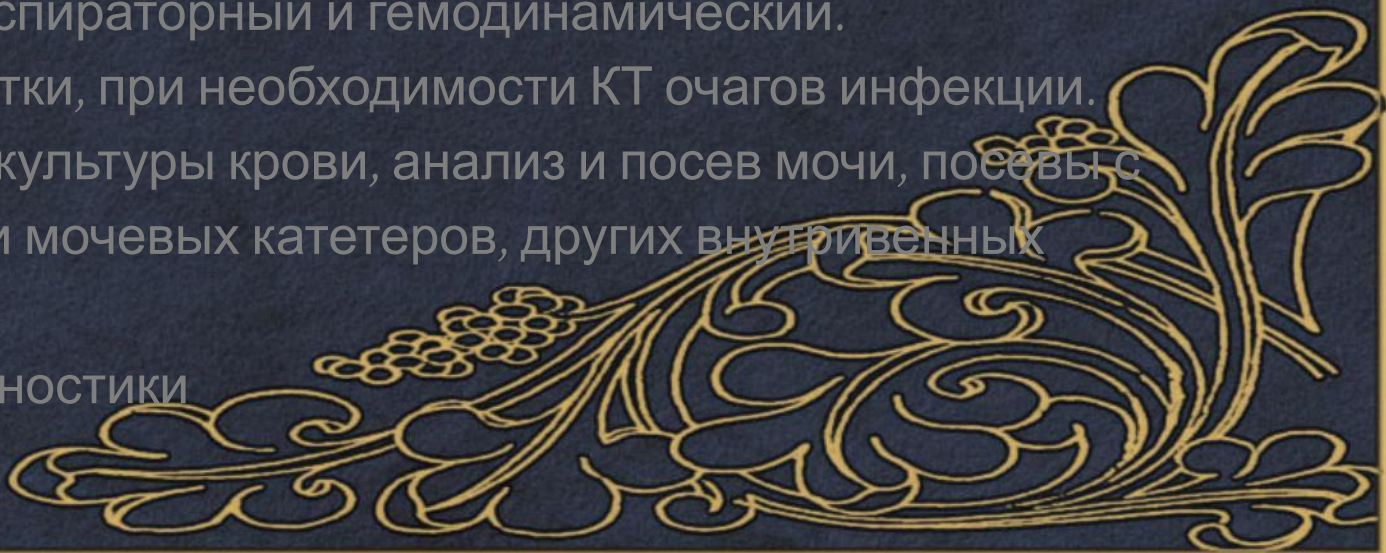 спираторный и гемодинамический.
тки, при необходимости КТ очагов инфекции.
культуры крови, анализ и посев мочи, посевы с
и мочевых катетеров, других внутривенных
ностики